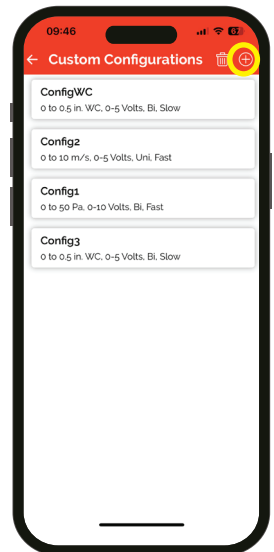 09:46
67
Custom Configurations
ConfigWC
0 to 0.5 in. WC, 0-5 Volts, Bi, Slow
Config2
0 to 10 m/s, 0-5 Volts, Uni, Fast
Config1
0 to 50 Pa, 0-10 Volts, Bi, Fast
Config3
0 to 0.5 in. WC, 0-5 Volts, Bi, Slow